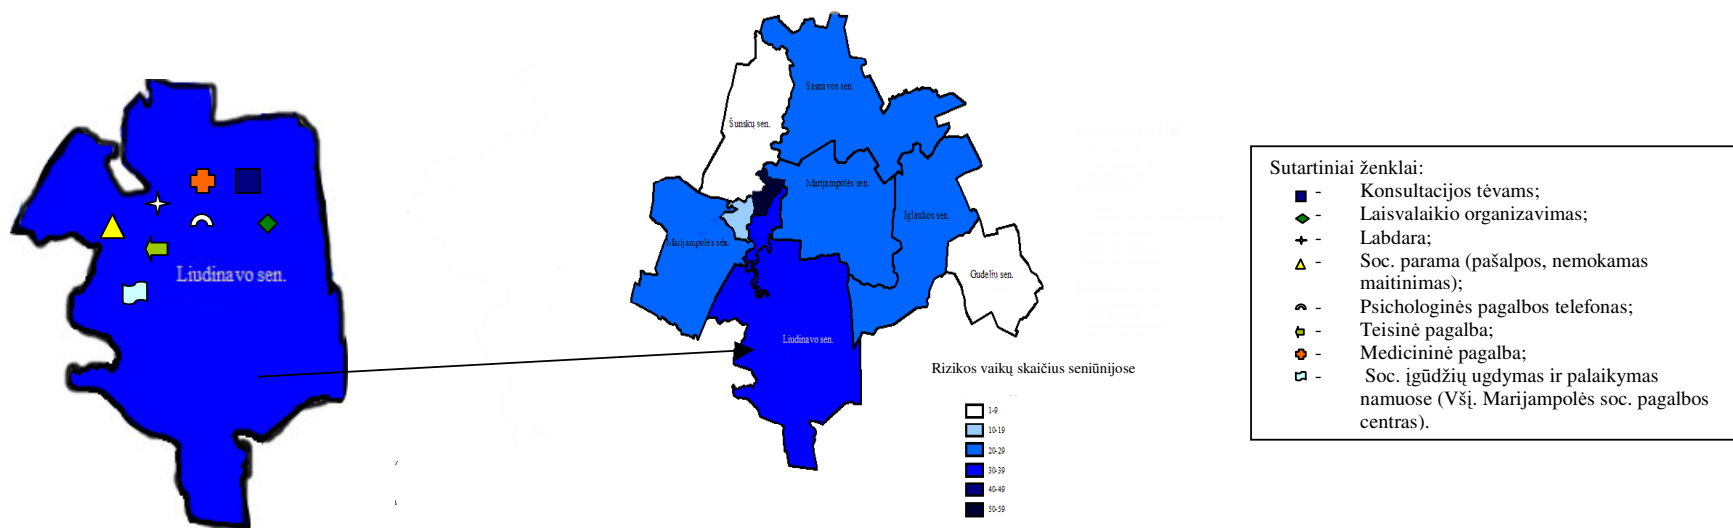 Liudinavo sen.
Sasnavos sen.
Šunskų sen.
Marijampolės sen.
Igliaukos sen.
Marijampolės sen.
Gudelių sen.
Liudinavo sen.
Rizikos vaikų skaičius seniūnijose
1-9
10-19
20-29
30-39
40-49
50-59
Sutartiniai ženklai:
- Konsultacijos tėvams;
- Laisvalaikio organizavimas;
- Labdara;
- Soc. parama (pašalpos, nemokamas
maitinimas);
- Psichologinės pagalbos telefonas;
- Teisinė pagalba;
- Medicininė pagalba;
- Soc. įgūdžių ugdymas ir palaikymas
namuose (Všį. Marijampolės soc. pagalbos
centras).